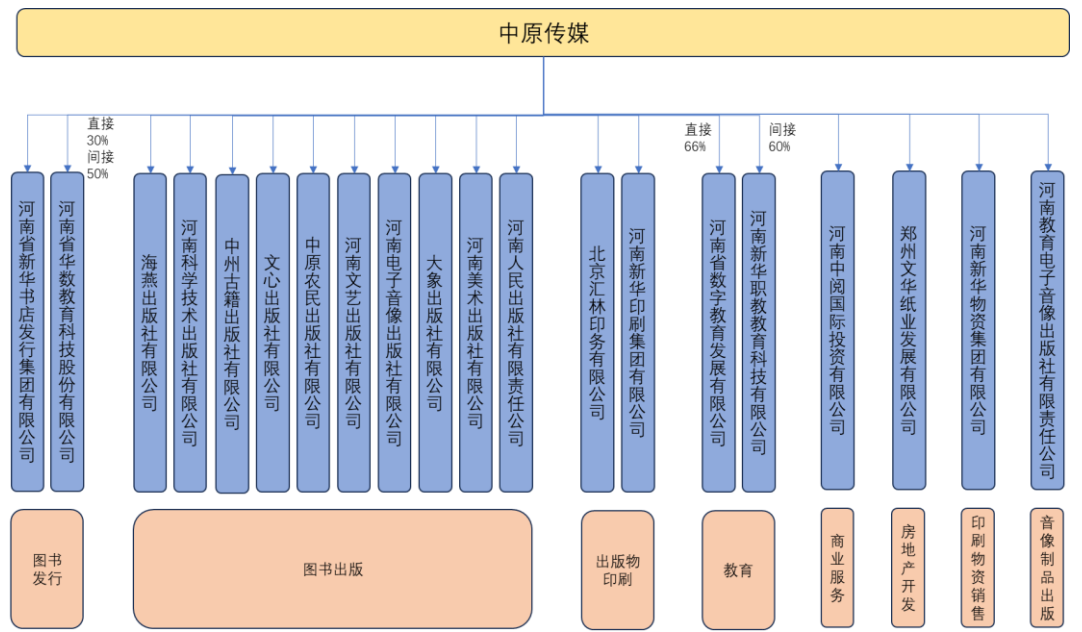 中原传媒
直接
30%
间接
50%
直接
66%
间接
60%
河南省新华书店发行集团有限公司
河南省华数教育科技股份有限公司
海燕出版社有限公司
河南科学技术出版社有限公司
中州古籍出版社有限公司
文心出版社有限公司
中原农民出版社有限公司
河南文艺出版社有限公司
河南电子音像出版社有限公司
大象出版社有限公司
河南美术出版社有限公司
河南人民出版社有限责任公司
北京汇林印务有限公司
河南新华印刷集团有限公司
河南省数字教育发展有限公司
河南新华职教教育科技有限公司
河南中阅国际投资有限公司
郑州文华纸业发展有限公司
河南新华物资集团有限公司
河南教育电子音像出版社有限责任公司
图书
发行
图书出版
出版物
印刷
教育
商业服务
房地产开发
印刷物资销售
音像制品出版